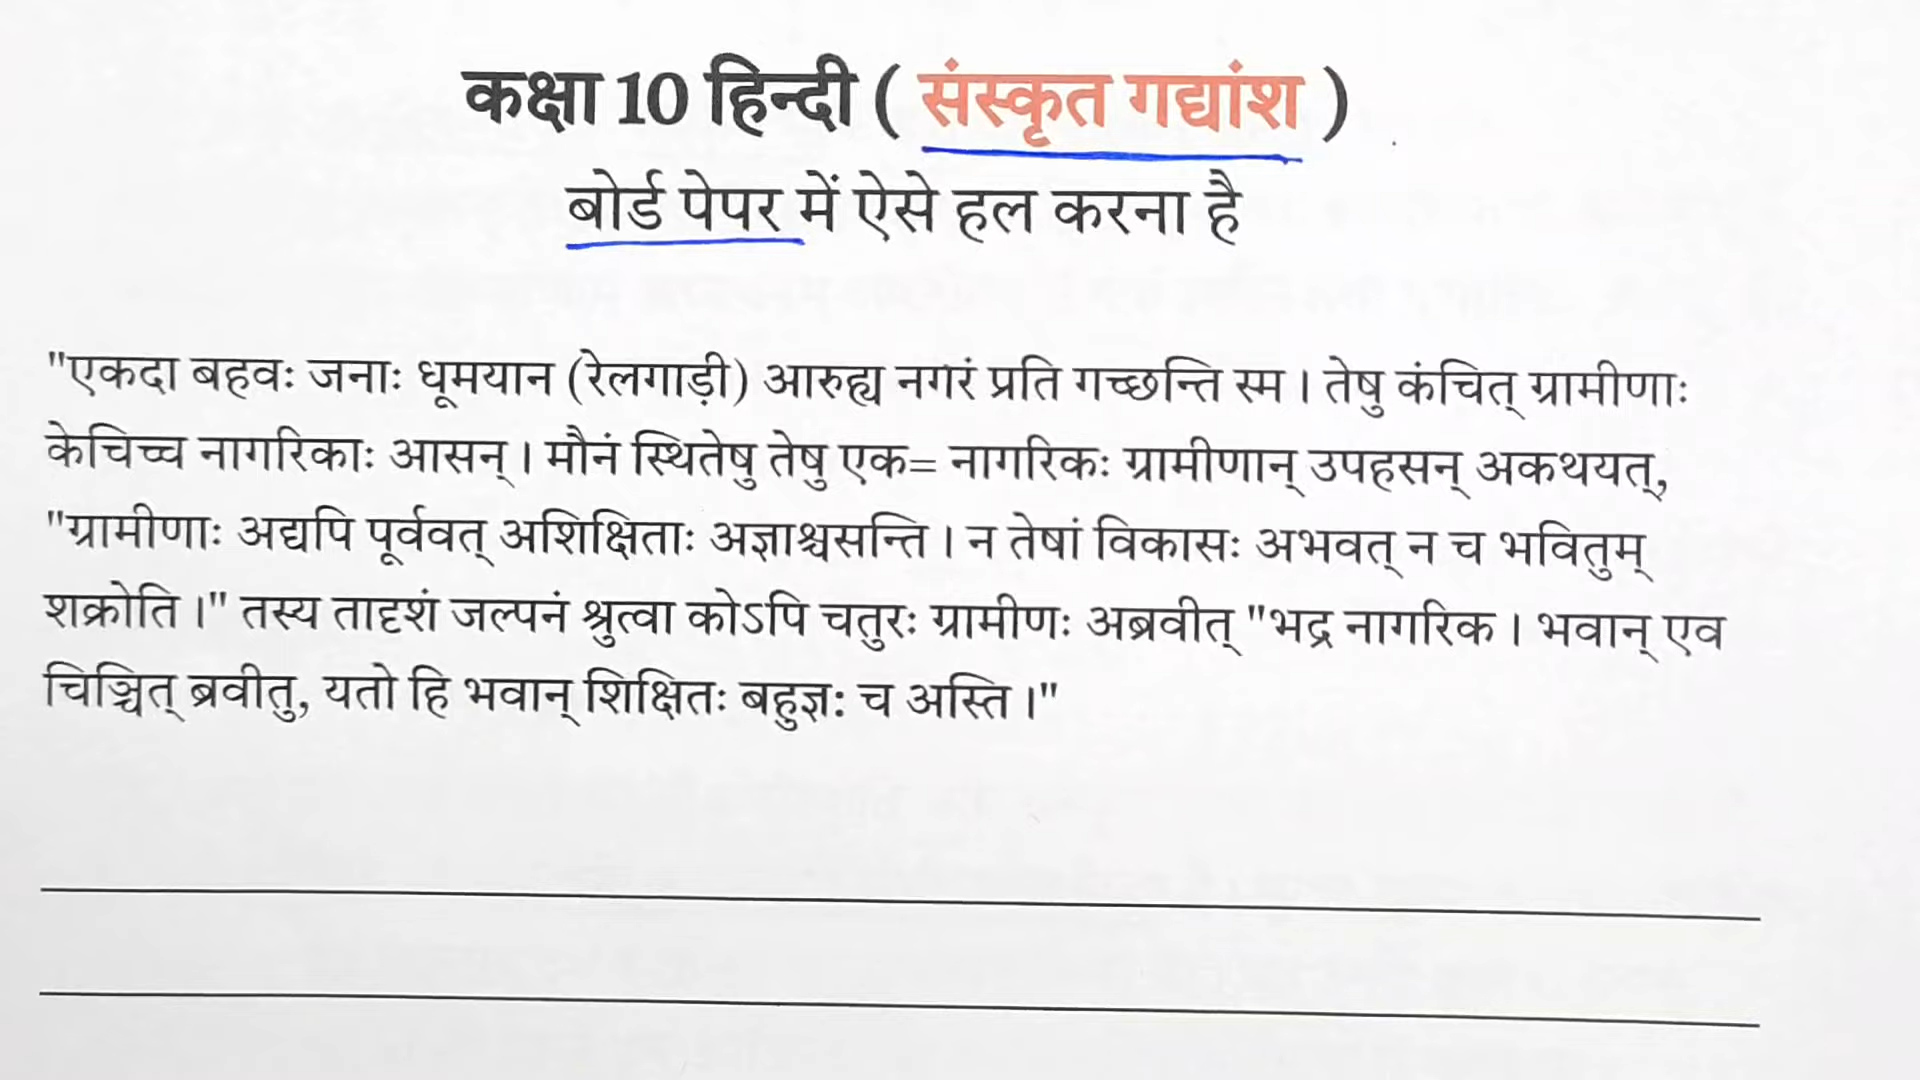 कक्षा 10 हिन्दी ( संस्कृत गद्यांश )
बोर्ड पेपर में ऐसे हल करना है
"एकदा बहवः जनाः धूमयान (रेलगाड़ी) आरुह्य नगरं प्रति गच्छन्ति स्म। तेषु कंचित् ग्रामीणाः
केचिच्च नागरिकाः आसन्। मौनं स्थितेषु तेषु एक= नागरिकः ग्रामीणान् उपहसन् अकथयत्,
"ग्रामीणाः अद्यपि पूर्ववत् अशिक्षिताः अज्ञाश्चसन्ति। न तेषां विकासः अभवत् न च भवितुम्
शक्रोति।" तस्य तादृशं जल्पनं श्रुत्वा कोऽपि चतुरः ग्रामीणः अब्रवीत् "भद्र नागरिक। भवान् एव
चिञ्चित् ब्रवीतु, यतो हि भवान् शिक्षितः बहुज्ञः च अस्ति।"